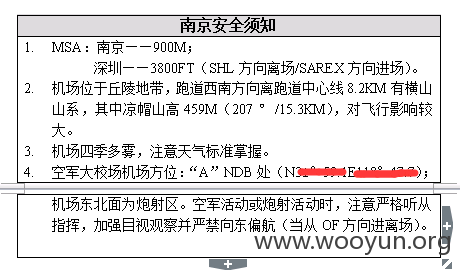 南京安全须知
1. MSA：南京——900M；
深圳——3800FT（SHL 方向离场/SAREX 方向进场）。
2. 机场位于丘陵地带，跑道西南方向离跑道中心线 8.2KM 有横山
山系，其中凉帽山高 459M（207 °/15.3KM），对飞行影响较
大。
3. 机场四季多雾，注意天气标准掌握。
4. 空军大校场机场方位：“A”NDB 处（N3
机场东北面为炮射区。空军活动或炮射活动时，注意严格听从
指挥，加强目视观察并严禁向东偏航（当从 OF 方向进离场）。
www.wooyun.org